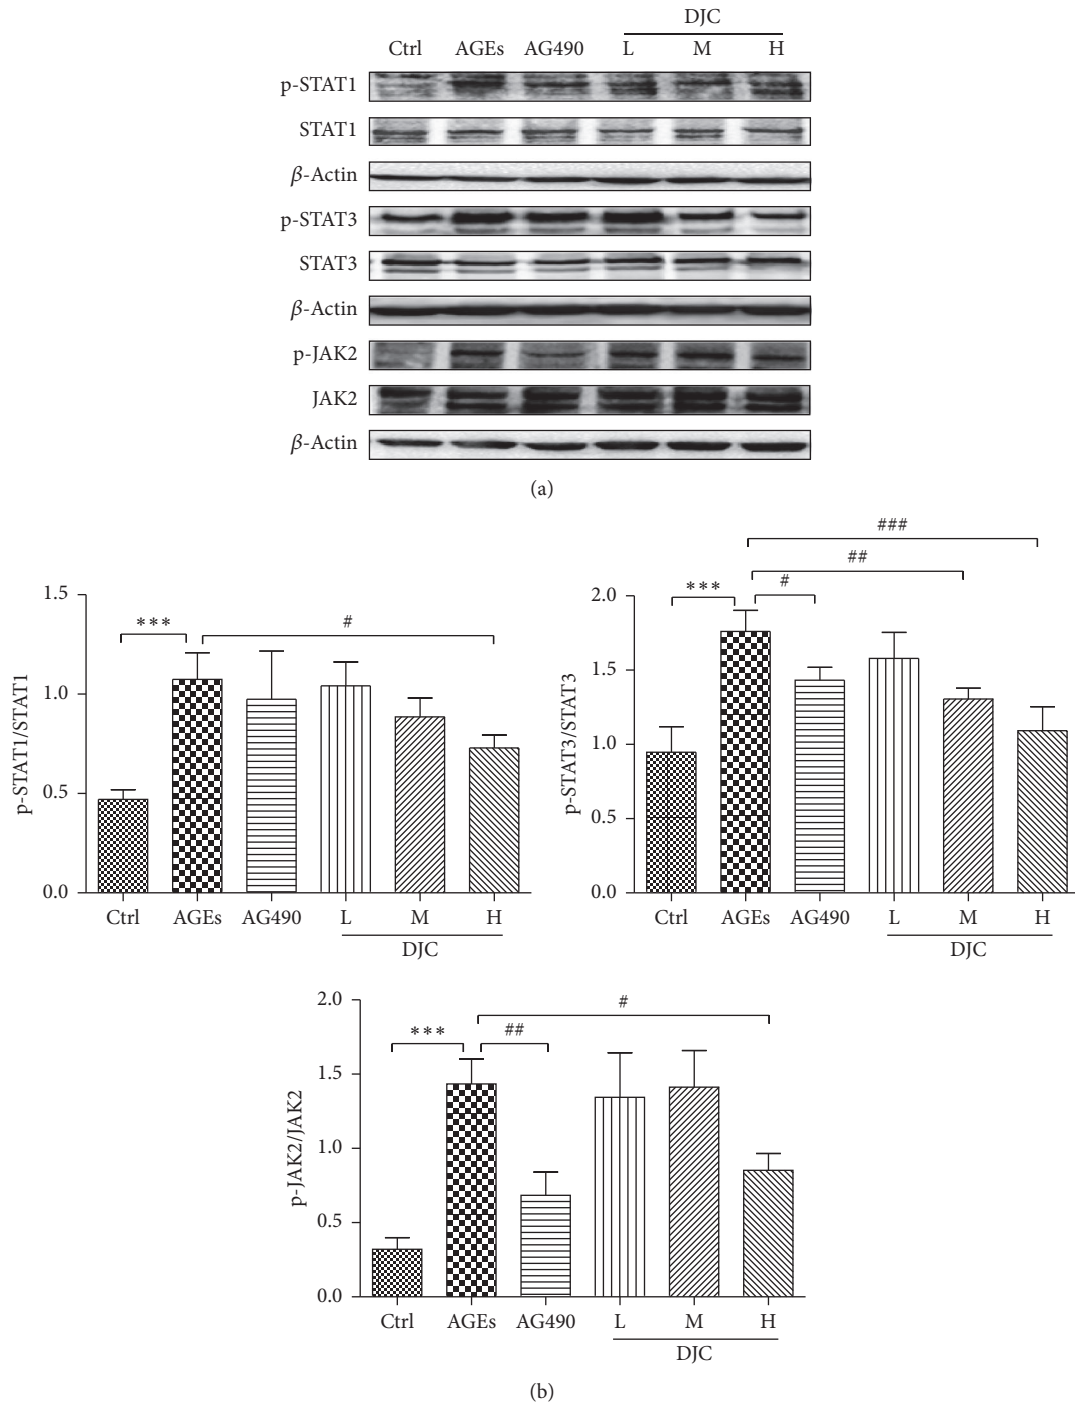 DJC
Ctrl AGEs AG490 L M H
p-STAT1
STAT1
β-Actin
p-STAT3
STAT3
β-Actin
p-JAK2
JAK2
β-Actin
(a)
p-STAT1/STAT1
1.5
1.0
0.5
0.0
***
#
Ctrl AGEs AG490 L M H
DJC
p-STAT3/STAT3
2.0
1.5
1.0
0.5
0.0
***
#
##
###
Ctrl AGEs AG490 L M H
DJC
p-JAK2/JAK2
2.0
1.5
1.0
0.5
0.0
***
##
#
Ctrl AGEs AG490 L M H
DJC
(b)